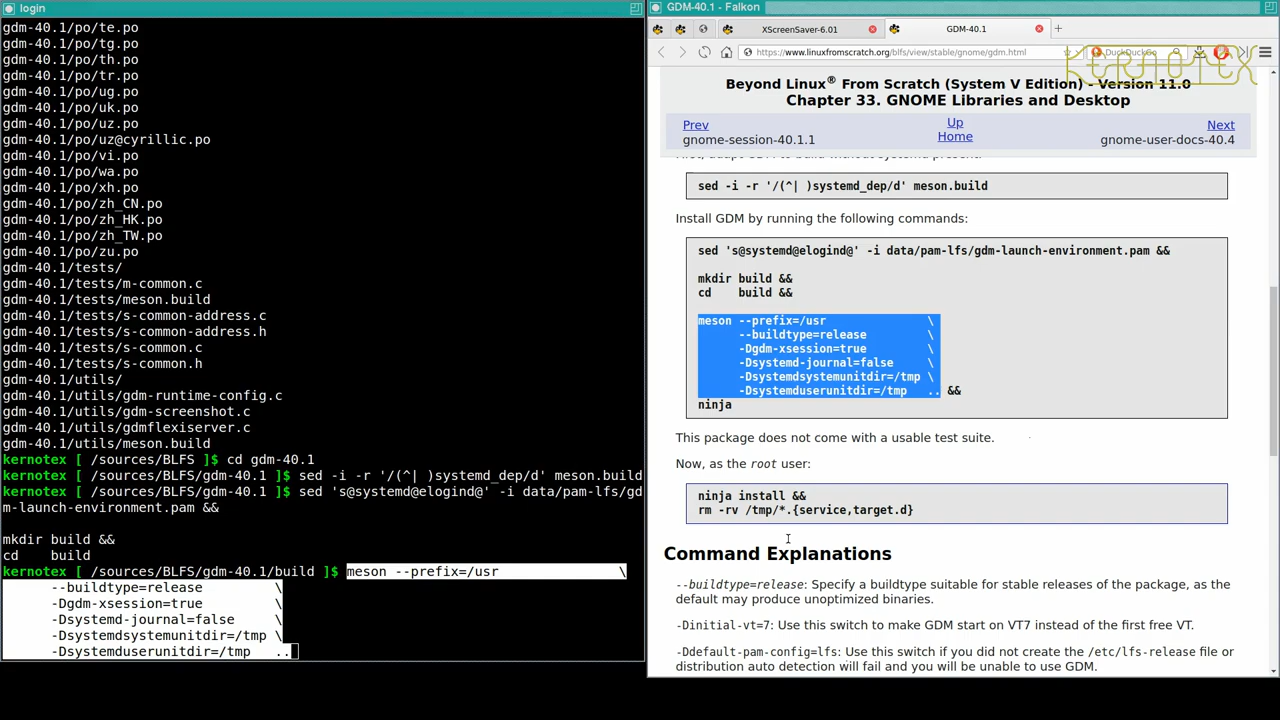 login
gdm-40.1/po/te.po
gdm-40.1/po/tg.po
gdm-40.1/po/th.po
gdm-40.1/po/tr.po
gdm-40.1/po/ug.po
gdm-40.1/po/uk.po
gdm-40.1/po/uz.po
gdm-40.1/po/uz@cyrillic.po
gdm-40.1/po/vi.po
gdm-40.1/po/wa.po
gdm-40.1/po/xh.po
gdm-40.1/po/zh_CN.po
gdm-40.1/po/zh_HK.po
gdm-40.1/po/zh_TW.po
gdm-40.1/po/zu.po
gdm-40.1/tests/
gdm-40.1/tests/m-common.c
gdm-40.1/tests/meson.build
gdm-40.1/tests/s-common-address.c
gdm-40.1/tests/s-common-address.h
gdm-40.1/tests/s-common.c
gdm-40.1/tests/s-common.h
gdm-40.1/utils/
gdm-40.1/utils/gdm-runtime-config.c
gdm-40.1/utils/gdm-screenshot.c
gdm-40.1/utils/gdmflexiserver.c
gdm-40.1/utils/meson.build
kernotex [ /sources/BLFS ]$ cd gdm-40.1
kernotex [ /sources/BLFS/gdm-40.1 ]$ sed -i -r '/(^| )systemd_dep/d' meson.build
kernotex [ /sources/BLFS/gdm-40.1 ]$ sed 's@systemd@elogind@' -i data/pam-lfs/gd
m-launch-environment.pam &&
mkdir build &&
cd    build
kernotex [ /sources/BLFS/gdm-40.1/build ]$ meson --prefix=/usr                \
      --buildtype=release          \
      -Dgdm-xsession=true          \
      -Dsystemd-journal=false      \
      -Dsystemdsystemunitdir=/tmp \
      -Dsystemduserunitdir=/tmp   ..
GDM-40.1 - Falkon
XScreenSaver-6.01
GDM-40.1
https://www.linuxfromscratch.org/blfs/view/stable/gnome/gdm.html
DuckDuckGo
KERNOTEX
Beyond Linux® From Scratch (System V Edition) - Version 11.0
Chapter 33. GNOME Libraries and Desktop
Prev
Up
Next
gnome-session-40.1.1
Home
gnome-user-docs-40.4
First, adapt GDM to build without systemd present:
sed -i -r '/(^| )systemd_dep/d' meson.build
Install GDM by running the following commands:
sed 's@systemd@elogind@' -i data/pam-lfs/gdm-launch-environment.pam &&
mkdir build &&
cd    build &&
meson --prefix=/usr               \
      --buildtype=release         \
      -Dgdm-xsession=true         \
      -Dsystemd-journal=false     \
      -Dsystemdsystemunitdir=/tmp \
      -Dsystemduserunitdir=/tmp   .. &&
ninja
This package does not come with a usable test suite.
Now, as the root user:
ninja install &&
rm -rv /tmp/*.{service,target.d}
Command Explanations
--buildtype=release: Specify a buildtype suitable for stable releases of the package, as the
default may produce unoptimized binaries.
-Dinitial-vt=7: Use this switch to make GDM start on VT7 instead of the first free VT.
-Ddefault-pam-config=lfs: Use this switch if you did not create the /etc/lfs-release file or
distribution auto detection will fail and you will be unable to use GDM.